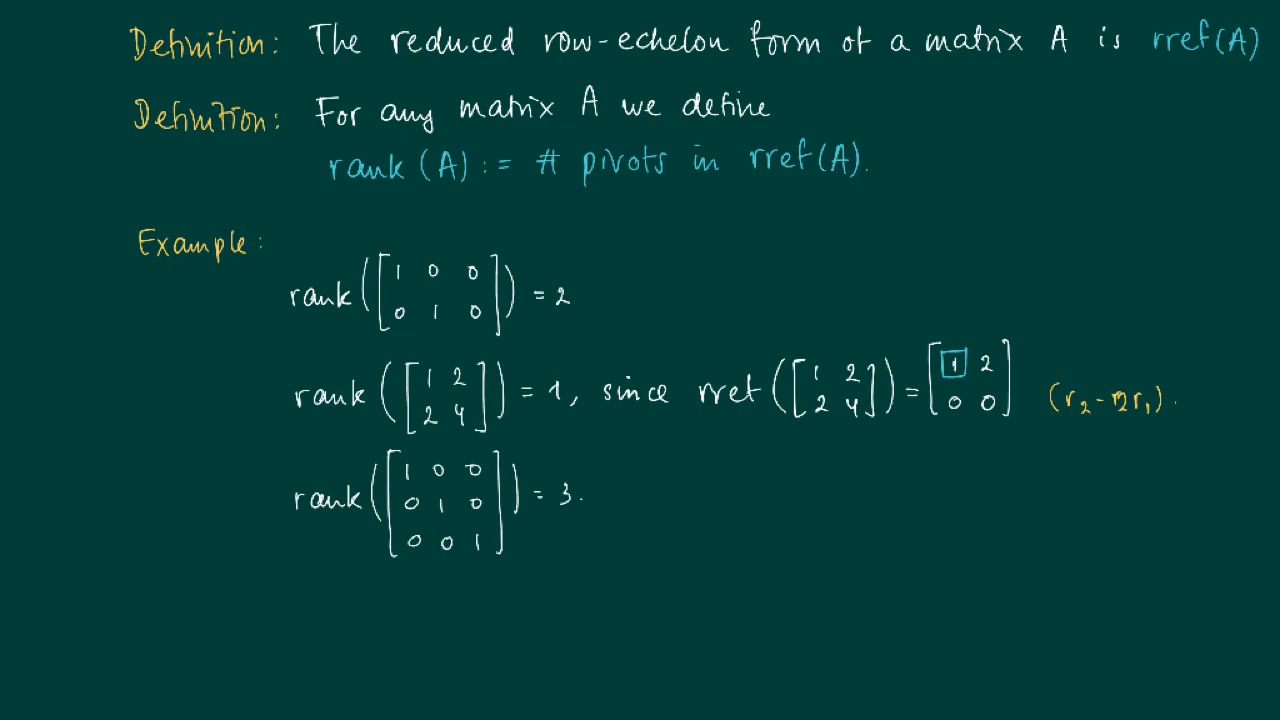 Definition: The reduced row-echelon form of a matrix A is rref(A)
Definition: For any matrix A we define
rank (A) := # pivots in rref(A).
Example:
rank([1 0 0; 0 1 0]) = 2
rank ([1 2; 2 4]) = 1, since rref([1 2; 2 4]) = [1 2; 0 0] (r₂ - 2r₁).
rank([1 0 0; 0 1 0; 0 0 1]) = 3.